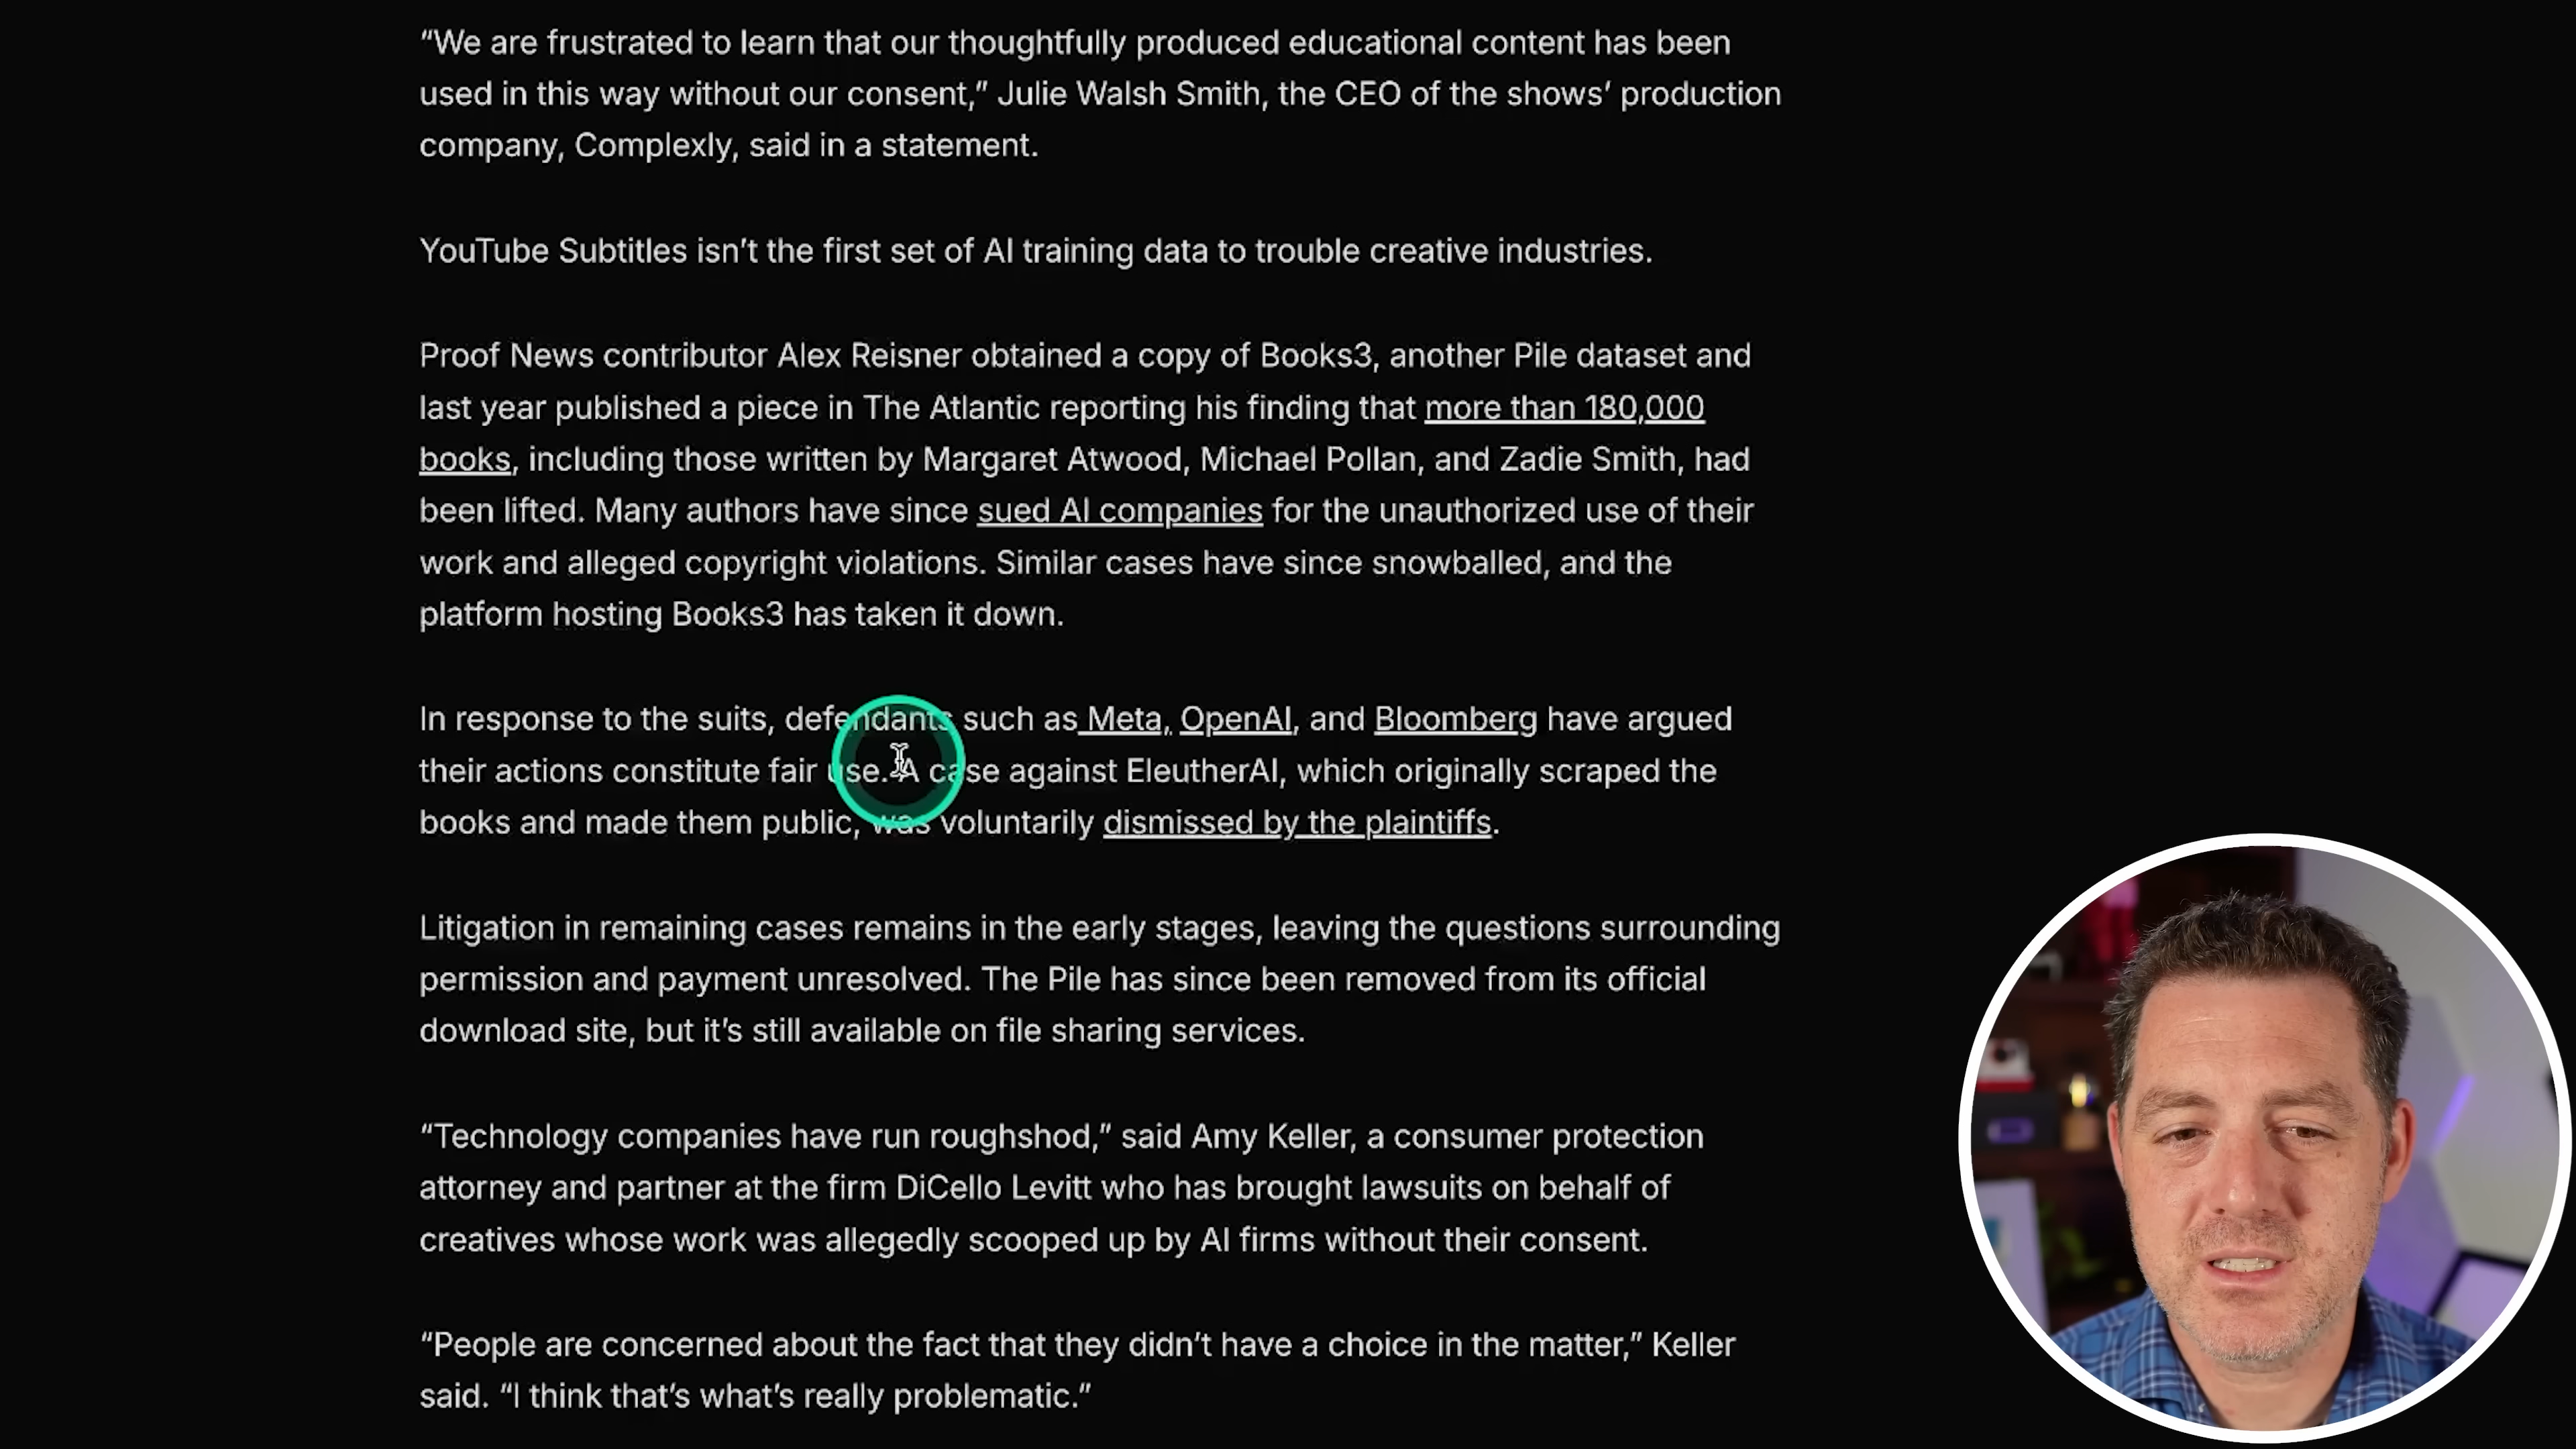 “We are frustrated to learn that our thoughtfully produced educational content has been
used in this way without our consent,” Julie Walsh Smith, the CEO of the shows’ production
company, Complexly, said in a statement.
YouTube Subtitles isn’t the first set of AI training data to trouble creative industries.
Proof News contributor Alex Reisner obtained a copy of Books3, another Pile dataset and
last year published a piece in The Atlantic reporting his finding that more than 180,000
books, including those written by Margaret Atwood, Michael Pollan, and Zadie Smith, had
been lifted. Many authors have since sued AI companies for the unauthorized use of their
work and alleged copyright violations. Similar cases have since snowballed, and the
platform hosting Books3 has taken it down.
In response to the suits, defendants such as Meta, OpenAI, and Bloomberg have argued
their actions constitute fair use. A case against EleutherAI, which originally scraped the
books and made them public, was voluntarily dismissed by the plaintiffs.
Litigation in remaining cases remains in the early stages, leaving the questions surrounding
permission and payment unresolved. The Pile has since been removed from its official
download site, but it’s still available on file sharing services.
“Technology companies have run roughshod,” said Amy Keller, a consumer protection
attorney and partner at the firm DiCello Levitt who has brought lawsuits on behalf of
creatives whose work was allegedly scooped up by AI firms without their consent.
“People are concerned about the fact that they didn’t have a choice in the matter,” Keller
said. “I think that’s what’s really problematic.”